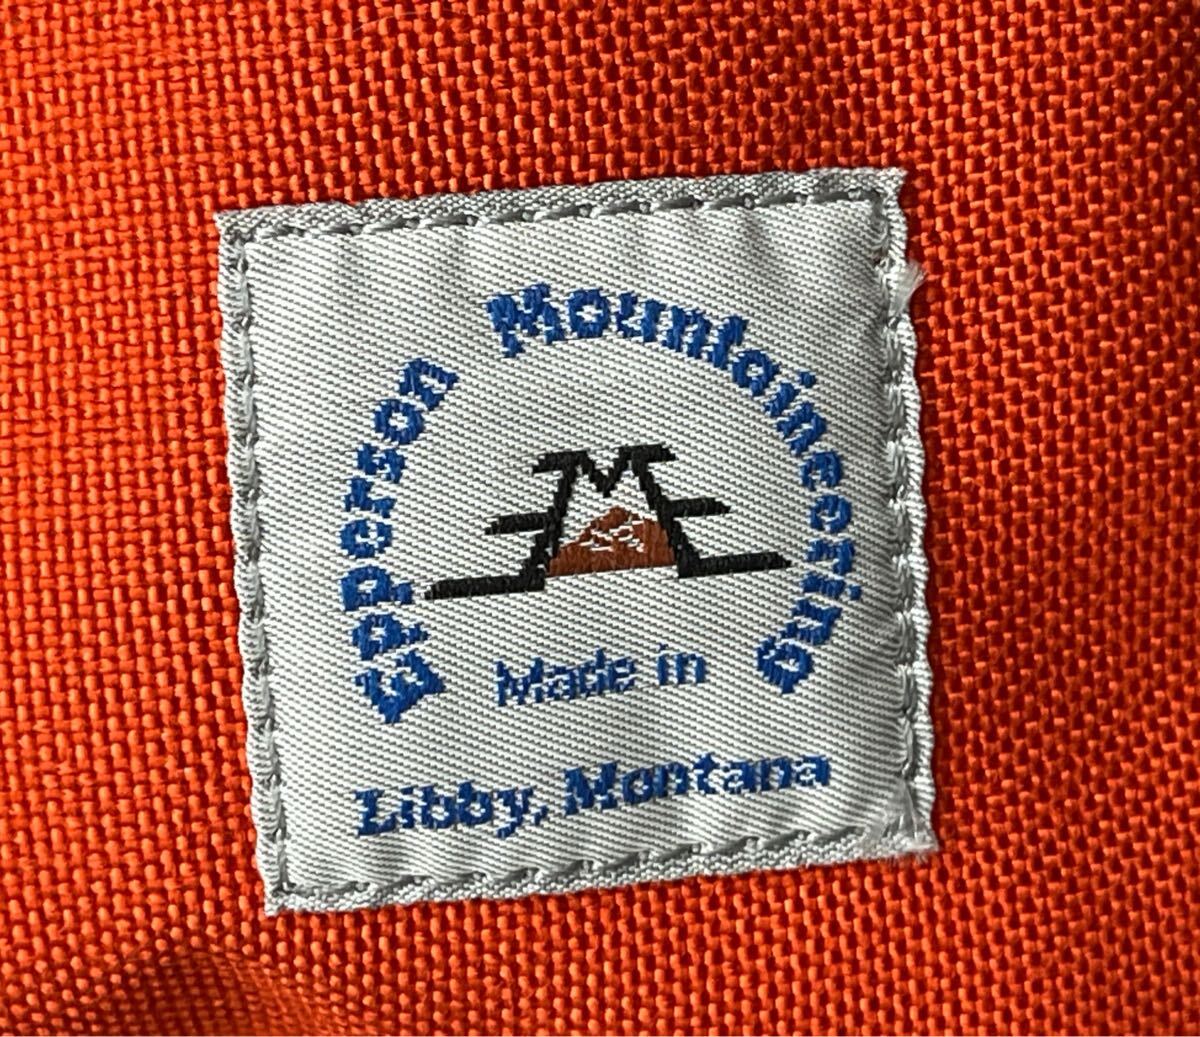 Epperson Mountaineering
Made in
Libby, Montana